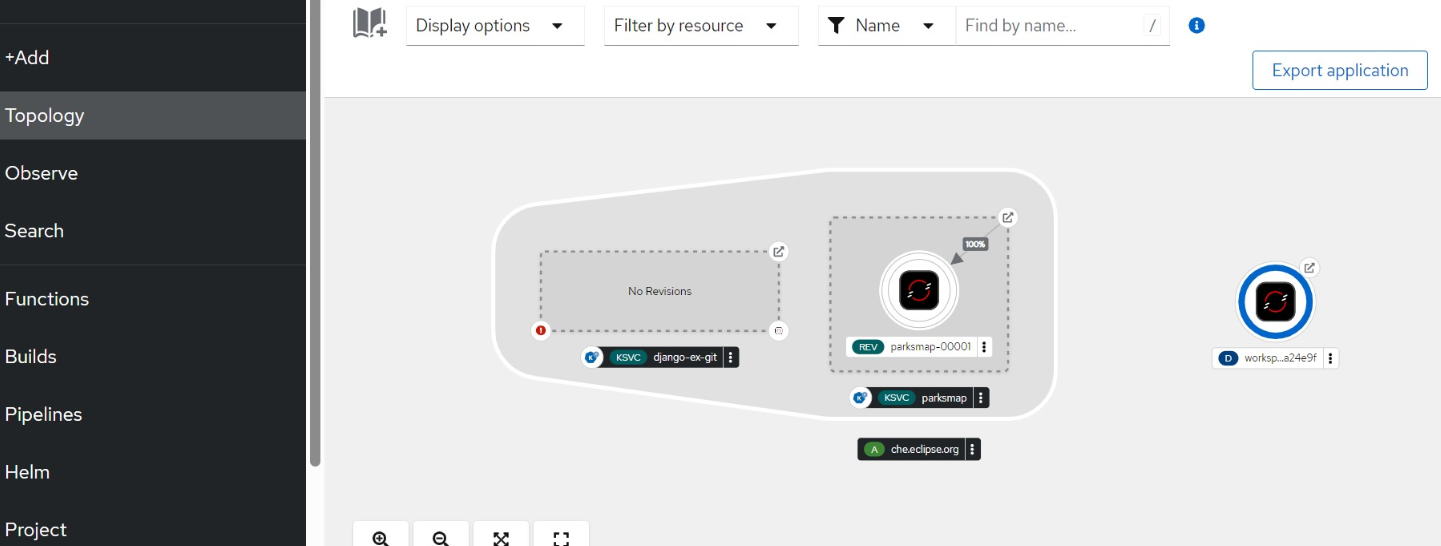 +Add
Topology
Observe
Search
Functions
Builds
Pipelines
Helm
Project
Display options
Filter by resource
Name
Find by name...
/
Export application
No Revisions
KSVC django-ex-git
100%
REV parksmap-00001
KSVC parksmap
A che.eclipse.org
D worksp...a24e9f